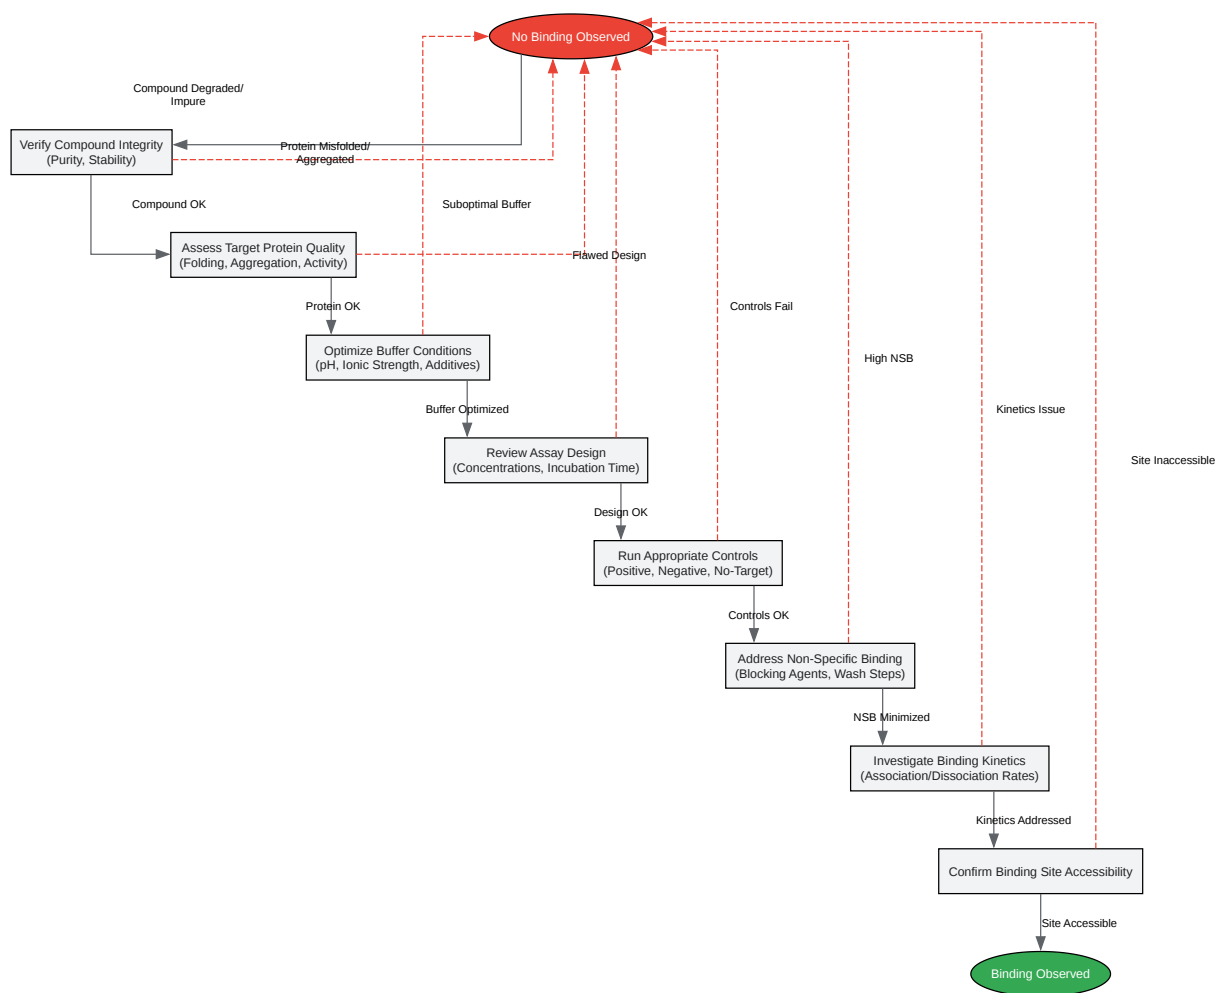 No Binding Observed
Compound Degraded/
Impure
Verify Compound Integrity
(Purity, Stability)
Protein Misfolded/
Aggregated
Compound OK
Suboptimal Buffer
Assess Target Protein Quality
(Folding, Aggregation, Activity)
Flawed Design
Protein OK
Controls Fail
Optimize Buffer Conditions
(pH, Ionic Strength, Additives)
High NSB
Buffer Optimized
Kinetics Issue
Review Assay Design
(Concentrations, Incubation Time)
Site Inaccessible
Design OK
Run Appropriate Controls
(Positive, Negative, No-Target)
Controls OK
Address Non-Specific Binding
(Blocking Agents, Wash Steps)
NSB Minimized
Investigate Binding Kinetics
(Association/Dissociation Rates)
Kinetics Addressed
Confirm Binding Site Accessibility
Site Accessible
Binding Observed